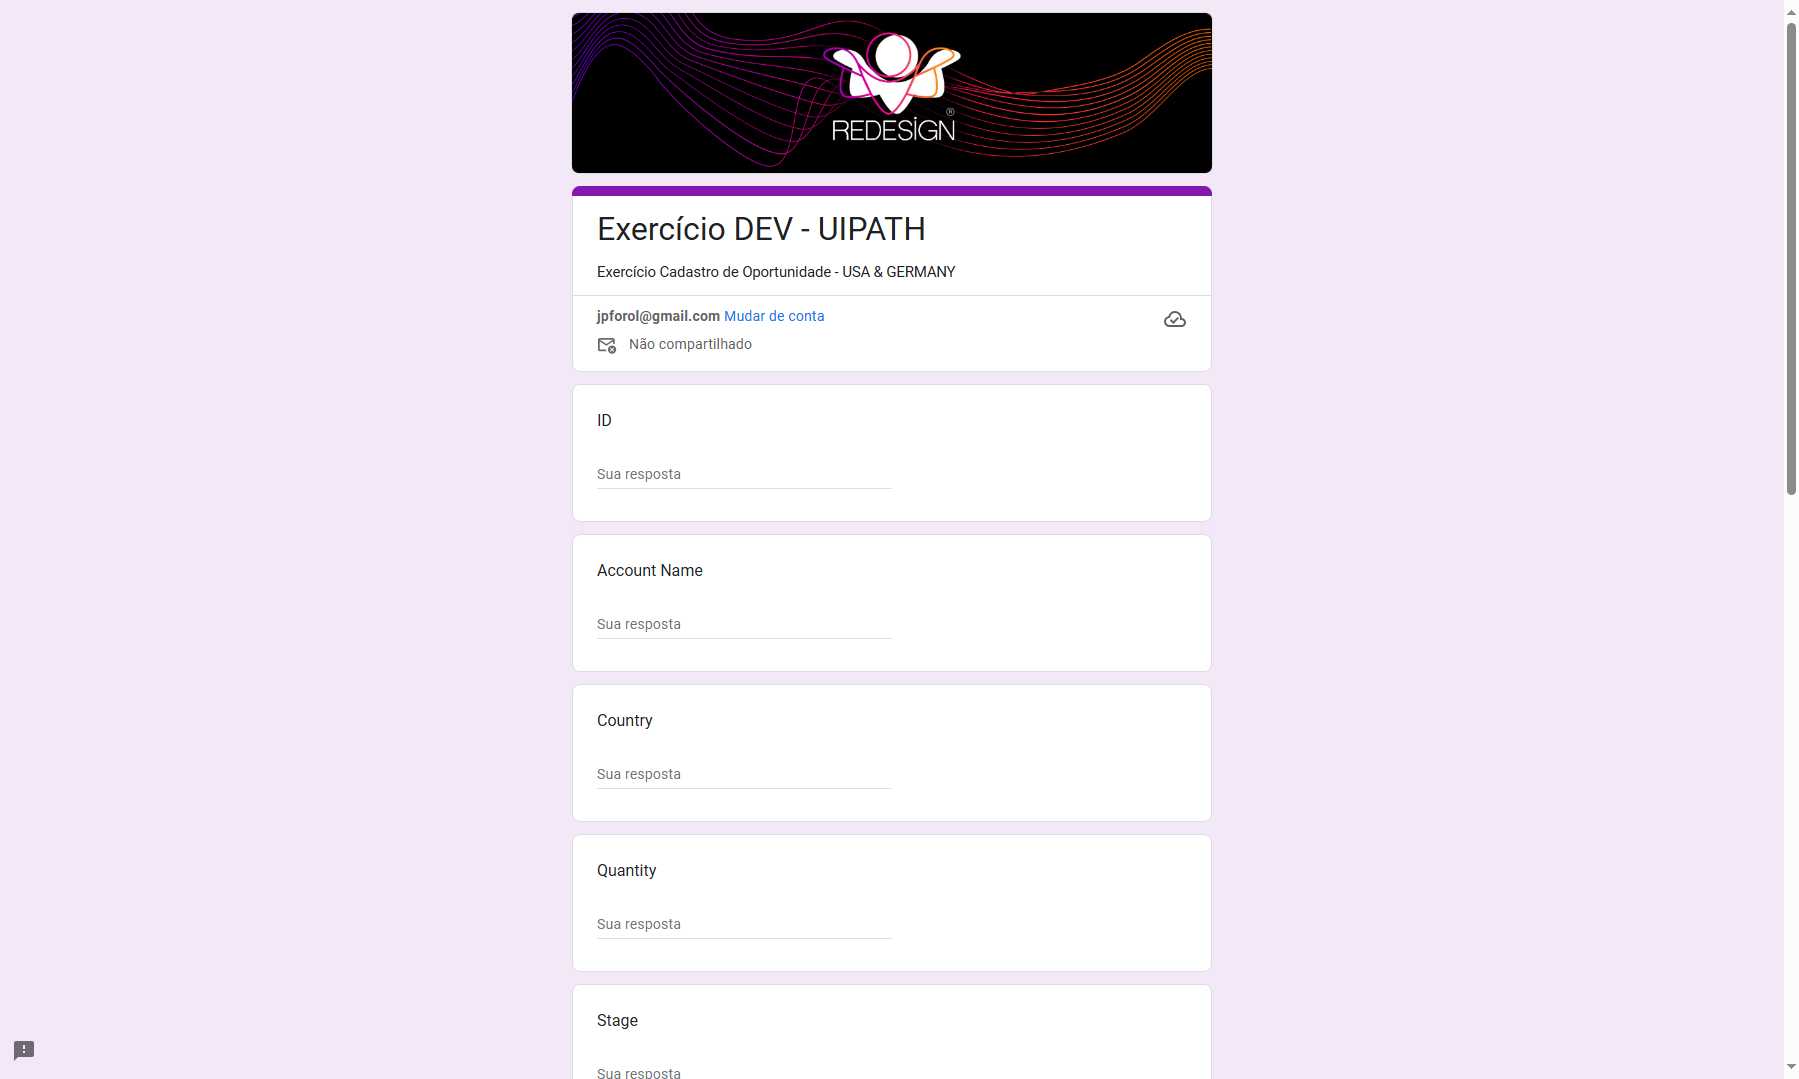 REDESIGN®
Exercício DEV - UIPATH
Exercício Cadastro de Oportunidade - USA & GERMANY
jpforol@gmail.com Mudar de conta
Não compartilhado
ID
Sua resposta
Account Name
Sua resposta
Country
Sua resposta
Quantity
Sua resposta
Stage
Sua resposta